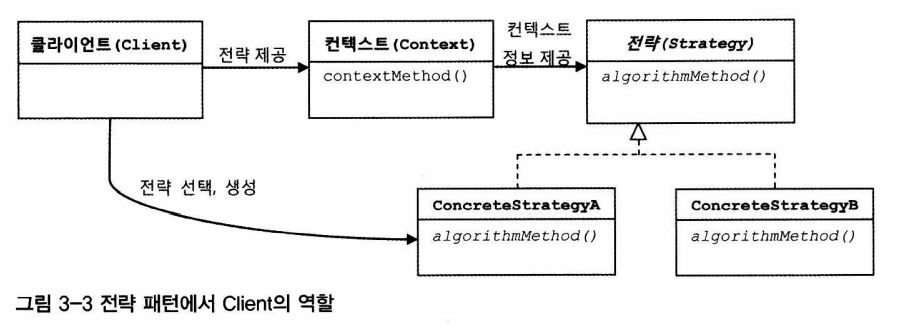 클라이언트(Client)
전략 제공
컨텍스트(Context)
contextMethod()
컨텍스트
정보 제공
전략(Strategy)
algorithmMethod()
전략 선택, 생성
ConcreteStrategyA
algorithmMethod()
ConcreteStrategyB
algorithmMethod()
그림 3-3 전략 패턴에서 Client의 역할